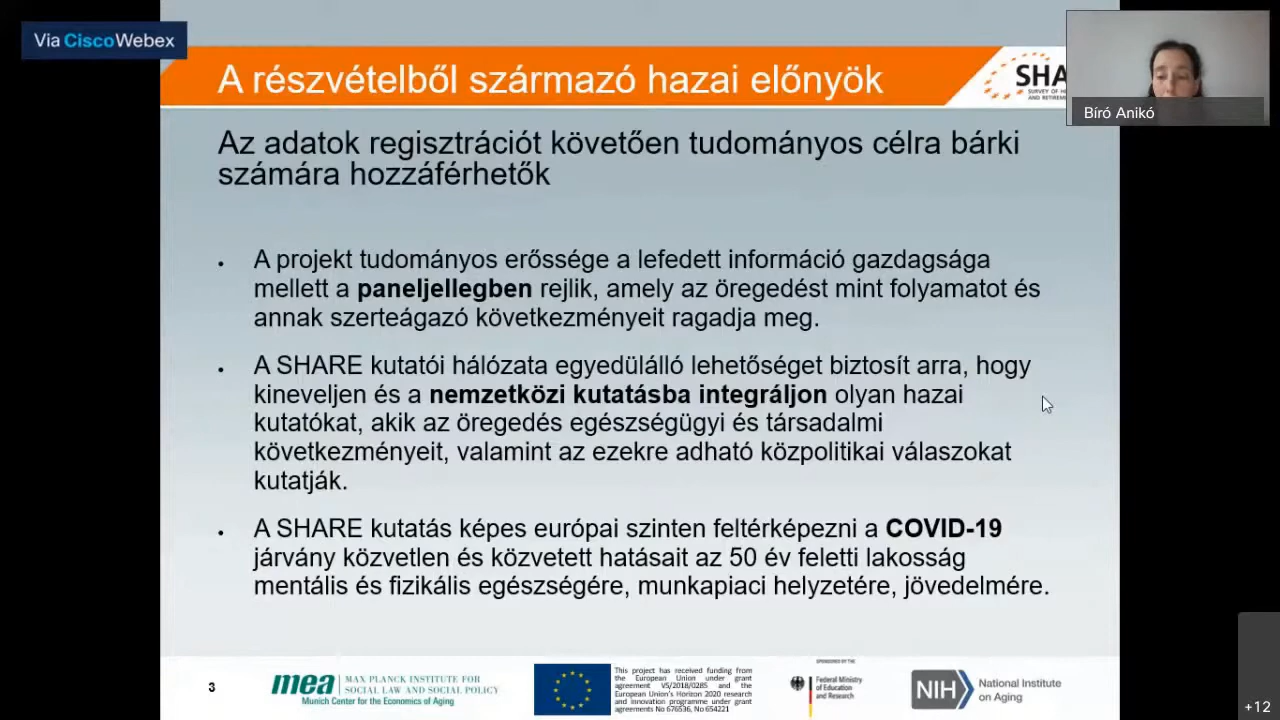 Via Cisco Webex
A részvételből származó hazai előnyök
SHA
SURVEY OF H
AND RETIREM
Bíró Anikó
Az adatok regisztrációt követően tudományos célra bárki
számára hozzáférhetők
• A projekt tudományos erőssége a lefedett információ gazdagsága
mellett a paneljellegben rejlik, amely az öregedést mint folyamatot és
annak szerteágazó következményeit ragadja meg.
• A SHARE kutatói hálózata egyedülálló lehetőséget biztosít arra, hogy
kineveljen és a nemzetközi kutatásba integráljon olyan hazai
kutatókat, akik az öregedés egészségügyi és társadalmi
következményeit, valamint az ezekre adható közpolitikai válaszokat
kutatják.
• A SHARE kutatás képes európai szinten feltérképezni a COVID-19
járvány közvetlen és közvetett hatásait az 50 év feletti lakosság
mentális és fizikális egészségére, munkapiaci helyzetére, jövedelmére.
3
mea
MAX PLANCK INSTITUTE FOR
SOCIAL LAW AND SOCIAL POLICY
Munich Center for the Economics of Aging
This project has received funding from
the European Union under grant
agreement VS/2018/0285 and the
European Union's Horizon 2020 research
and innovation programme under grant
agreements No 676536, No 654221
SPONSORED BY THE
Federal Ministry
of Education
and Research
NIH
National Institute
on Aging
+12